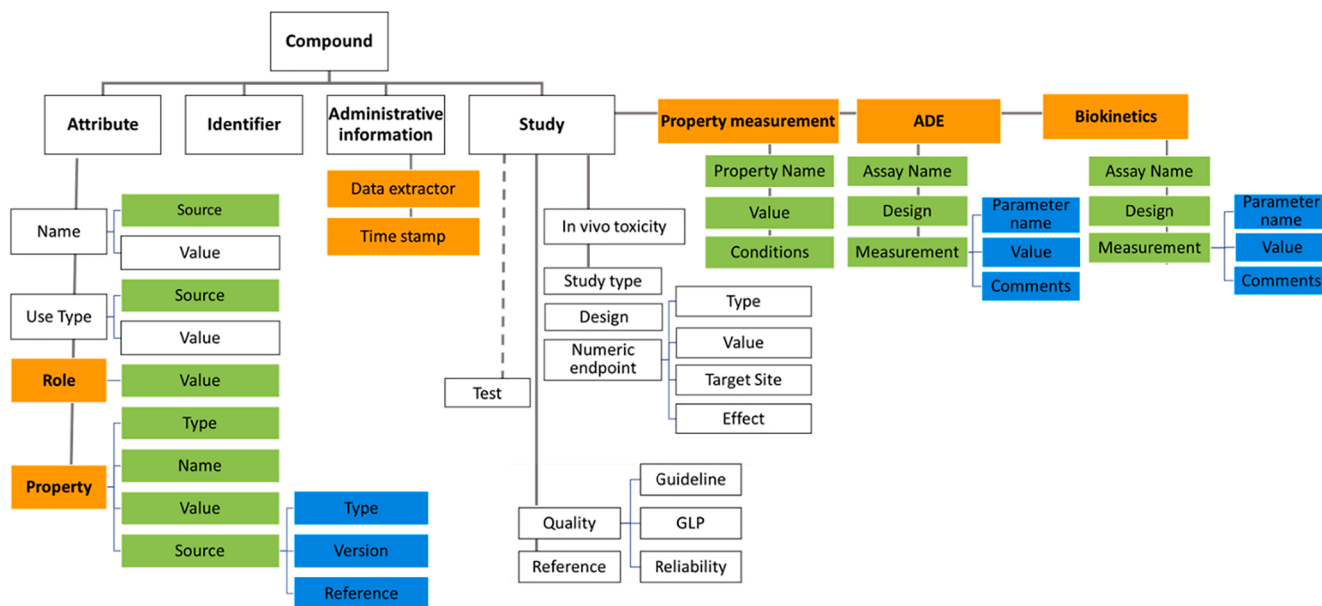 Compound
Attribute
Identifier
Administrative
information
Study
Property measurement
ADE
Biokinetics
Data extractor
Time stamp
Name
Source
Value
Use Type
Source
Value
Role
Value
Property
Type
Name
Value
Source
Type
Version
Reference
Test
In vivo toxicity
Study type
Design
Numeric
endpoint
Type
Value
Target Site
Effect
Quality
Guideline
GLP
Reliability
Reference
Property Name
Value
Conditions
Assay Name
Design
Measurement
Parameter
name
Value
Comments
Assay Name
Design
Measurement
Parameter
name
Value
Comments